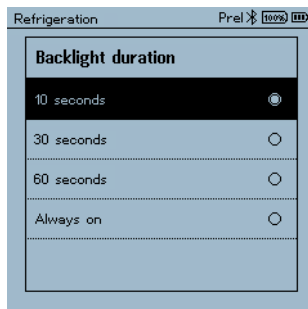 Refrigeration Prel 100%
Backlight duration
10 seconds
30 seconds
60 seconds
Always on